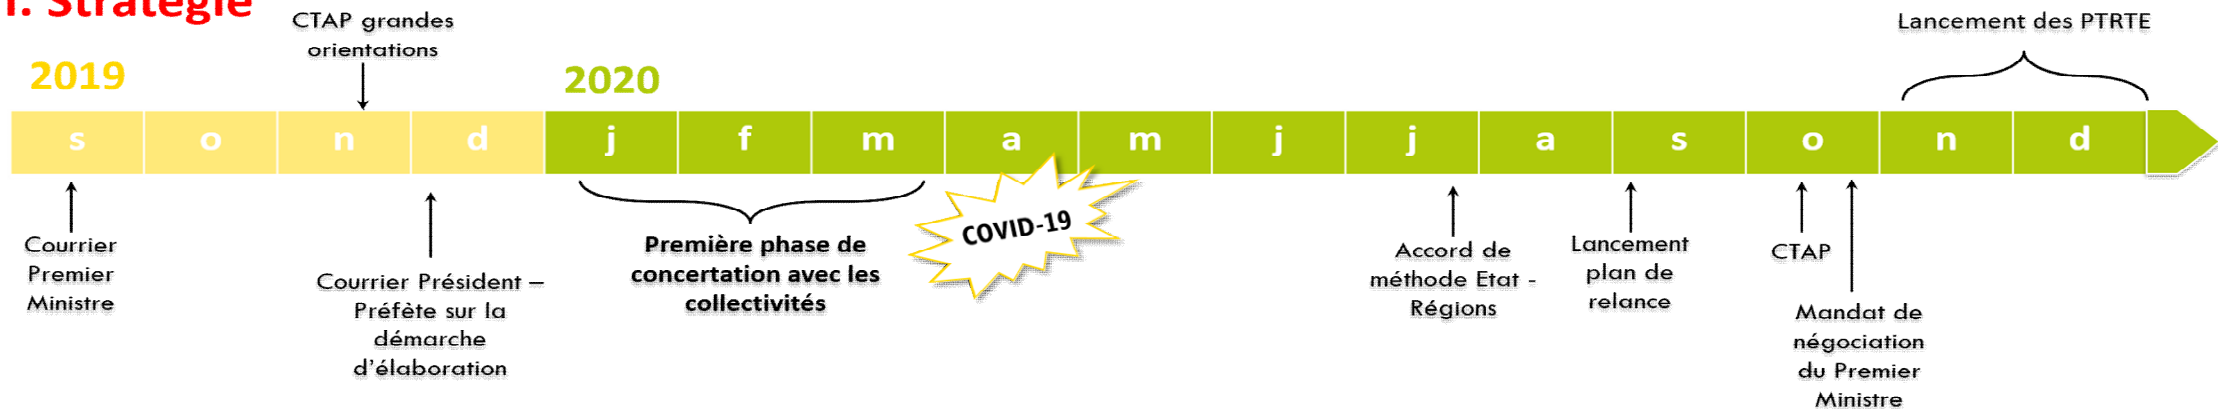 1. Stratégie
CTAP grandes
orientations
Lancement des PTRTE
2019
2020
s o n d j f m a m j j a s o n d
Courrier
Premier
Ministre
Courrier Président –
Préfète sur la
démarche
d’élaboration
Première phase de
concertation avec les
collectivités
COVID-19
Accord de
méthode Etat -
Régions
Lancement
plan de
relance
CTAP
Mandat de
négociation
du Premier
Ministre